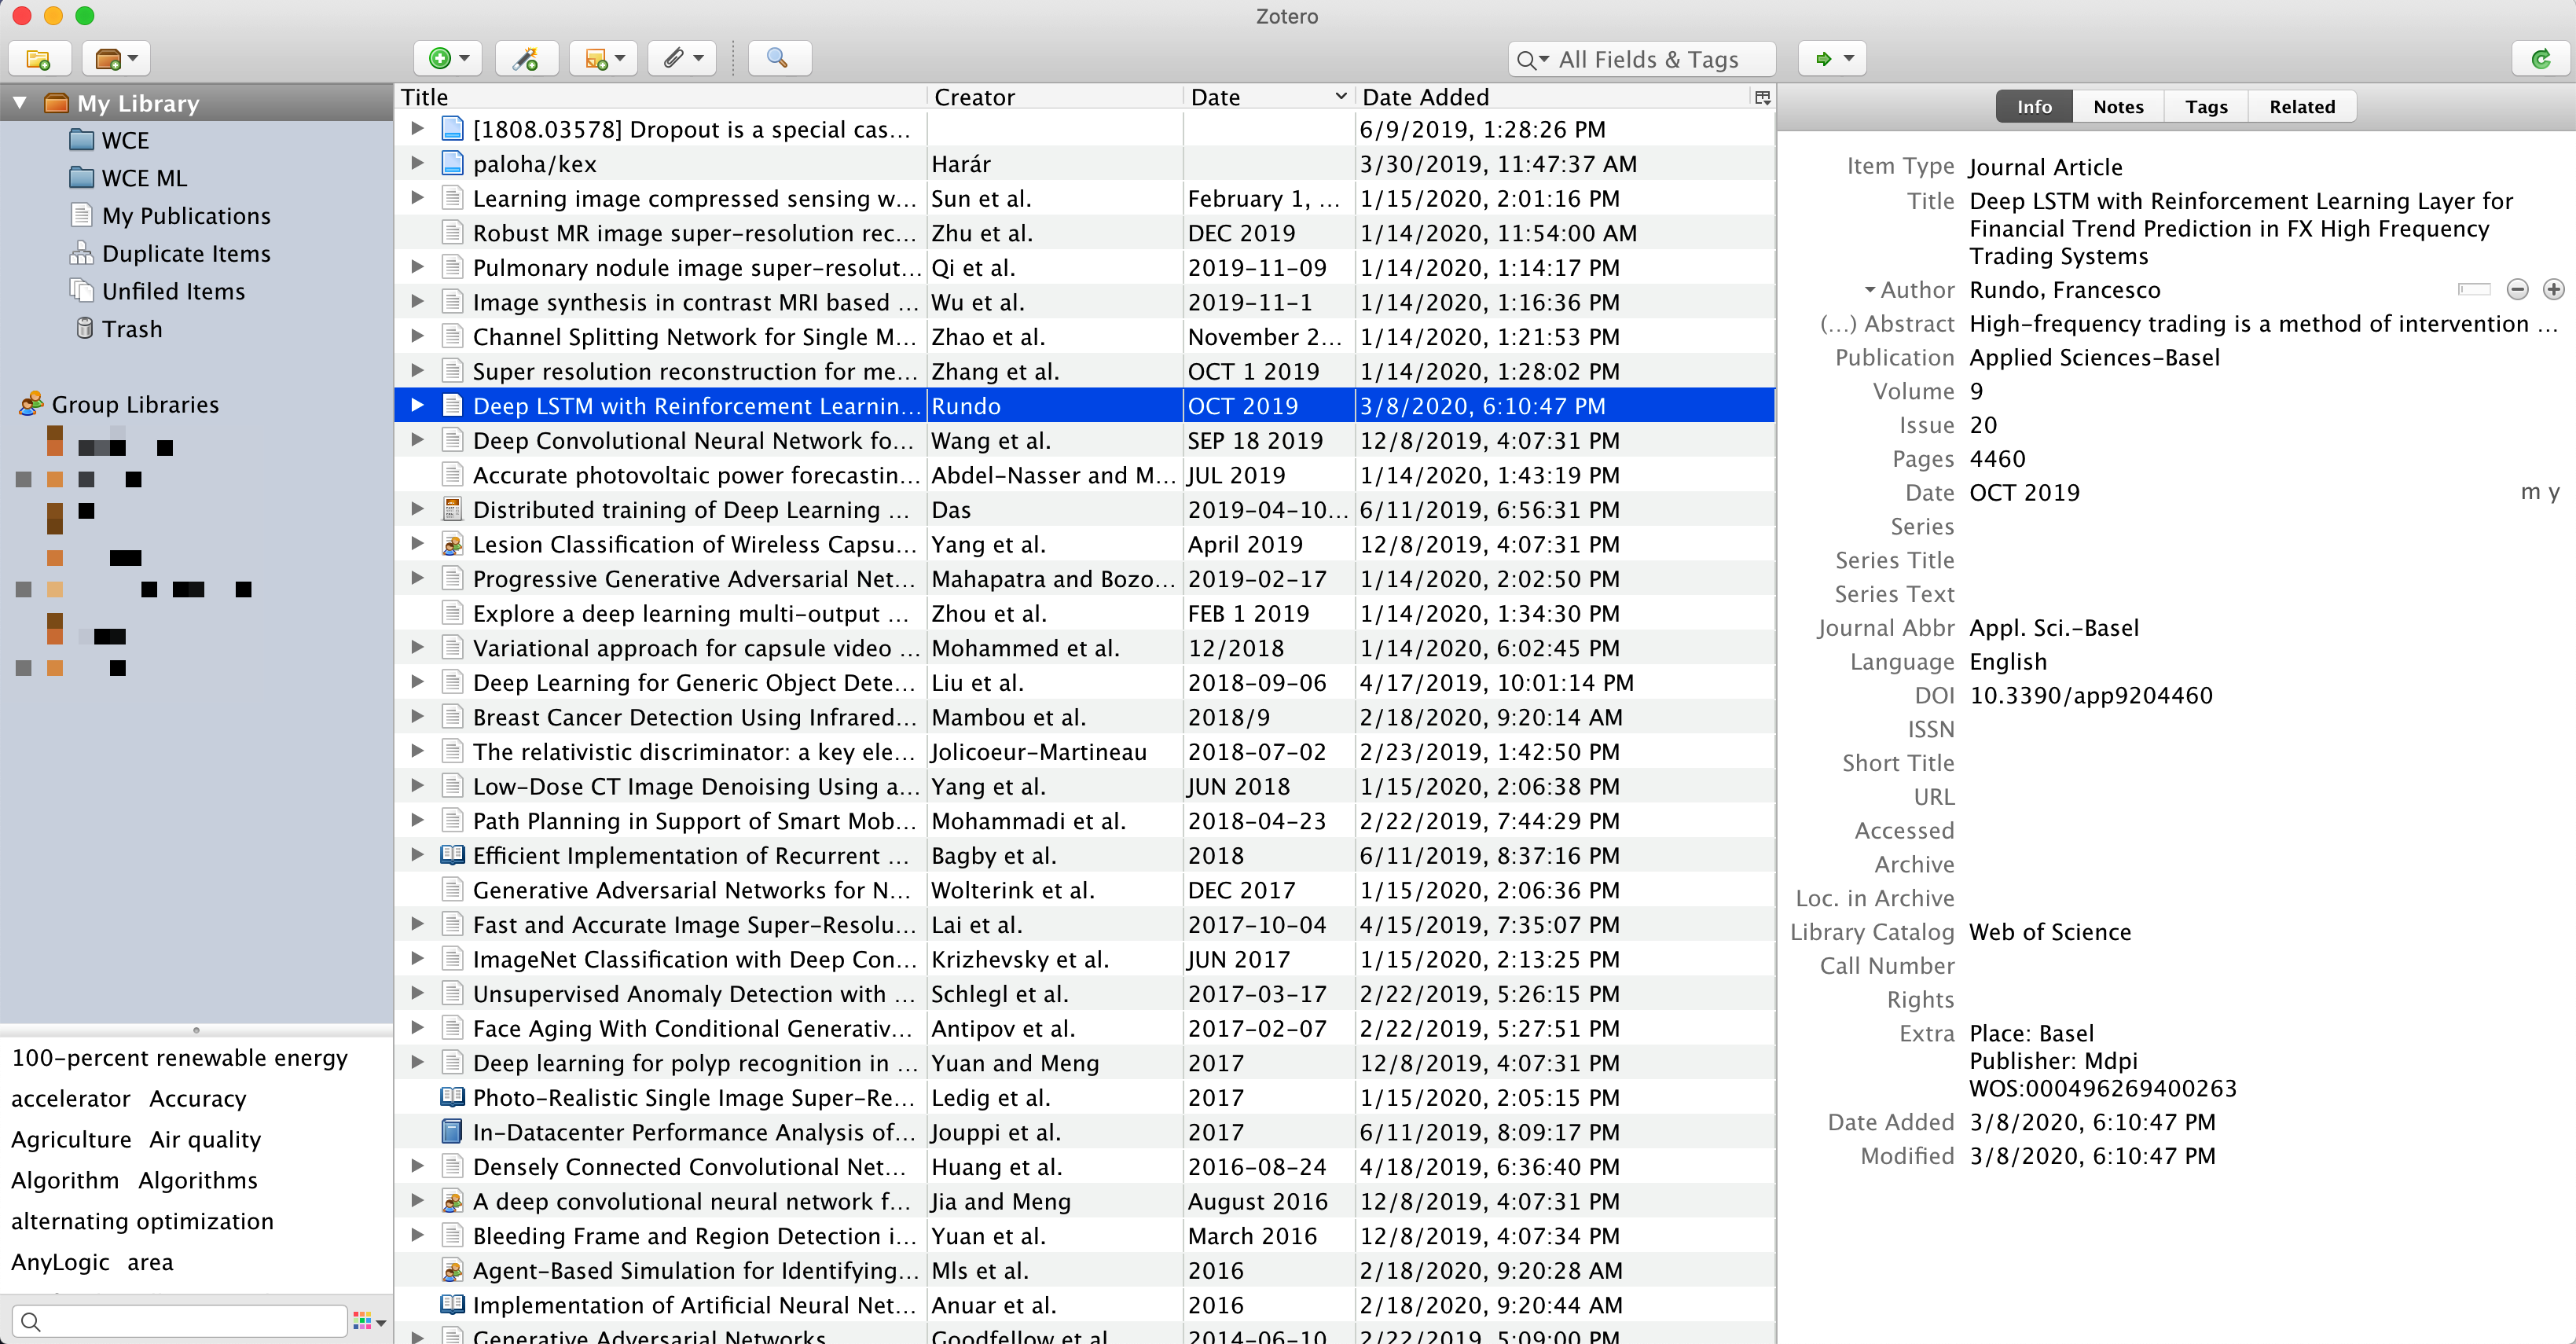 Zotero
All Fields & Tags
My Library
WCE
WCE ML
My Publications
Duplicate Items
Unfiled Items
Trash
Group Libraries
100-percent renewable energy
accelerator Accuracy
Agriculture Air quality
Algorithm Algorithms
alternating optimization
AnyLogic area
Title Creator Date Date Added
[1808.03578] Dropout is a special cas... 6/9/2019, 1:28:26 PM
paloha/kex Harár 3/30/2019, 11:47:37 AM
Learning image compressed sensing w... Sun et al. February 1, ... 1/15/2020, 2:01:16 PM
Robust MR image super-resolution rec... Zhu et al. DEC 2019 1/14/2020, 11:54:00 AM
Pulmonary nodule image super-resolut... Qi et al. 2019-11-09 1/14/2020, 1:14:17 PM
Image synthesis in contrast MRI based ... Wu et al. 2019-11-1 1/14/2020, 1:16:36 PM
Channel Splitting Network for Single M... Zhao et al. November 2... 1/14/2020, 1:21:53 PM
Super resolution reconstruction for me... Zhang et al. OCT 1 2019 1/14/2020, 1:28:02 PM
Deep LSTM with Reinforcement Learnin... Rundo OCT 2019 3/8/2020, 6:10:47 PM
Deep Convolutional Neural Network fo... Wang et al. SEP 18 2019 12/8/2019, 4:07:31 PM
Accurate photovoltaic power forecastin... Abdel-Nasser and M... JUL 2019 1/14/2020, 1:43:19 PM
Distributed training of Deep Learning ... Das 2019-04-10... 6/11/2019, 6:56:31 PM
Lesion Classification of Wireless Capsu... Yang et al. April 2019 12/8/2019, 4:07:31 PM
Progressive Generative Adversarial Net... Mahapatra and Bozo... 2019-02-17 1/14/2020, 2:02:50 PM
Explore a deep learning multi-output ... Zhou et al. FEB 1 2019 1/14/2020, 1:34:30 PM
Variational approach for capsule video ... Mohammed et al. 12/2018 1/14/2020, 6:02:45 PM
Deep Learning for Generic Object Dete... Liu et al. 2018-09-06 4/17/2019, 10:01:14 PM
Breast Cancer Detection Using Infrared... Mambou et al. 2018/9 2/18/2020, 9:20:14 AM
The relativistic discriminator: a key ele... Jolicoeur-Martineau 2018-07-02 2/23/2019, 1:42:50 PM
Low-Dose CT Image Denoising Using a... Yang et al. JUN 2018 1/15/2020, 2:06:38 PM
Path Planning in Support of Smart Mob... Mohammadi et al. 2018-04-23 2/22/2019, 7:44:29 PM
Efficient Implementation of Recurrent ... Bagby et al. 2018 6/11/2019, 8:37:16 PM
Generative Adversarial Networks for N... Wolterink et al. DEC 2017 1/15/2020, 2:06:36 PM
Fast and Accurate Image Super-Resolu... Lai et al. 2017-10-04 4/15/2019, 7:35:07 PM
ImageNet Classification with Deep Con... Krizhevsky et al. JUN 2017 1/15/2020, 2:13:25 PM
Unsupervised Anomaly Detection with ... Schlegl et al. 2017-03-17 2/22/2019, 5:26:15 PM
Face Aging With Conditional Generativ... Antipov et al. 2017-02-07 2/22/2019, 5:27:51 PM
Deep learning for polyp recognition in ... Yuan and Meng 2017 12/8/2019, 4:07:31 PM
Photo-Realistic Single Image Super-Re... Ledig et al. 2017 1/15/2020, 2:05:15 PM
In-Datacenter Performance Analysis of... Jouppi et al. 2017 6/11/2019, 8:09:17 PM
Densely Connected Convolutional Net... Huang et al. 2016-08-24 4/18/2019, 6:36:40 PM
A deep convolutional neural network f... Jia and Meng August 2016 12/8/2019, 4:07:31 PM
Bleeding Frame and Region Detection i... Yuan et al. March 2016 12/8/2019, 4:07:34 PM
Agent-Based Simulation for Identifying... Mls et al. 2016 2/18/2020, 9:20:28 AM
Implementation of Artificial Neural Net... Anuar et al. 2016 2/18/2020, 9:20:44 AM
Generative Adversarial Networks Goodfellow et al. 2014-06-10 2/22/2019, 5:09:00 PM
Info Notes Tags Related
Item Type Journal Article
Title Deep LSTM with Reinforcement Learning Layer for
Financial Trend Prediction in FX High Frequency
Trading Systems
Author Rundo, Francesco
(...) Abstract High-frequency trading is a method of intervention ...
Publication Applied Sciences-Basel
Volume 9
Issue 20
Pages 4460
Date OCT 2019 m y
Series
Series Title
Series Text
Journal Abbr Appl. Sci.-Basel
Language English
DOI 10.3390/app9204460
ISSN
Short Title
URL
Accessed
Archive
Loc. in Archive
Library Catalog Web of Science
Call Number
Rights
Extra Place: Basel
Publisher: Mdpi
WOS:000496269400263
Date Added 3/8/2020, 6:10:47 PM
Modified 3/8/2020, 6:10:47 PM